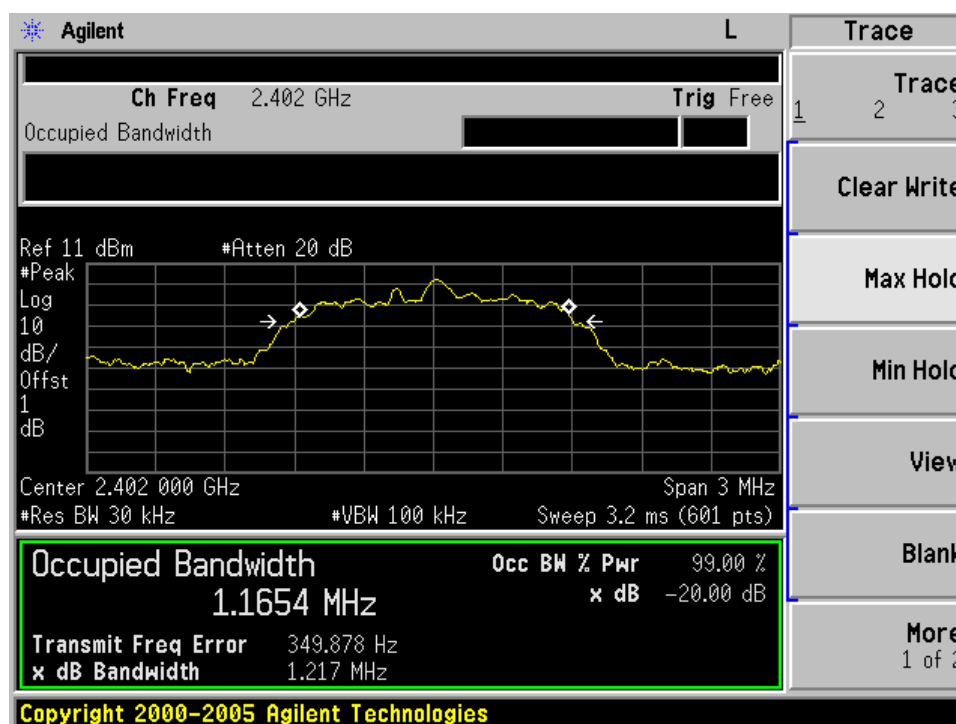 Agilent L Trace
Ch Freq 2.402 GHz Trig Free
Occupied Bandwidth
Trace
1 2 3
Clear Write
Max Hold
Min Hold
View
Blank
More
1 of 2
Ref 11 dBm #Atten 20 dB
#Peak
Log
10
dB/
Offst
1
dB
Center 2.402 000 GHz Span 3 MHz
#Res BW 30 kHz #VBW 100 kHz Sweep 3.2 ms (601 pts)
Occupied Bandwidth Occ BW % Pwr 99.00 %
1.1654 MHz x dB -20.00 dB
Transmit Freq Error 349.878 Hz
x dB Bandwidth 1.217 MHz
Copyright 2000-2005 Agilent Technologies